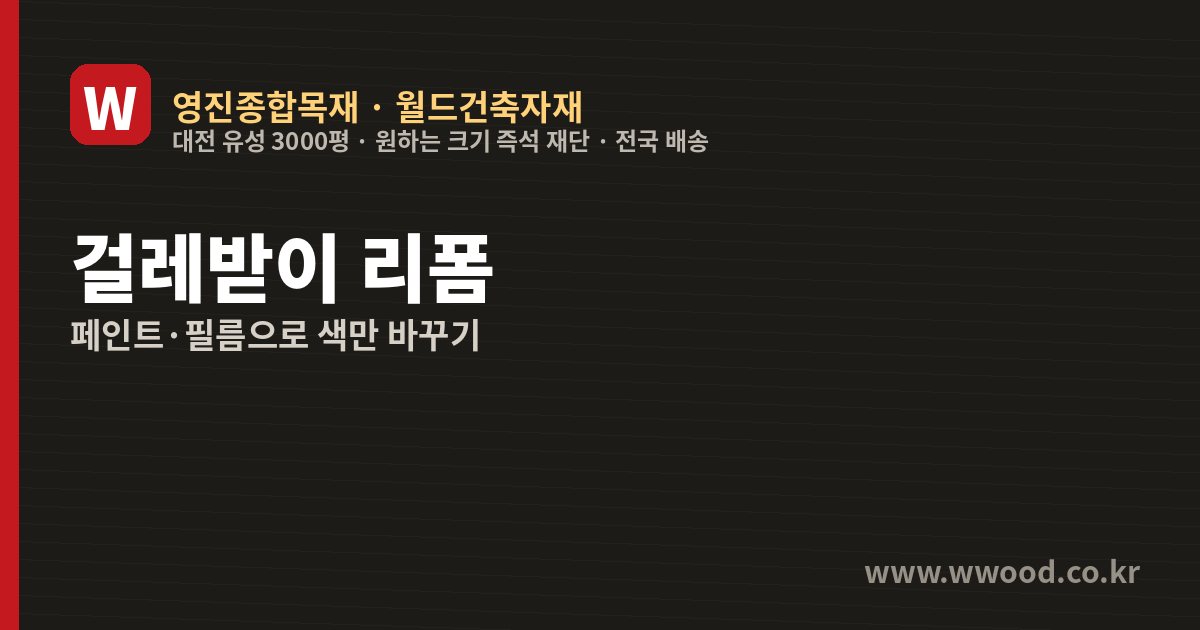 W
영진종합목재 · 월드건축자재
대전 유성 3000평 · 원하는 크기 즉석 재단 · 전국 배송
걸레받이 리폼
페인트·필름으로 색만 바꾸기
www.wwood.co.kr